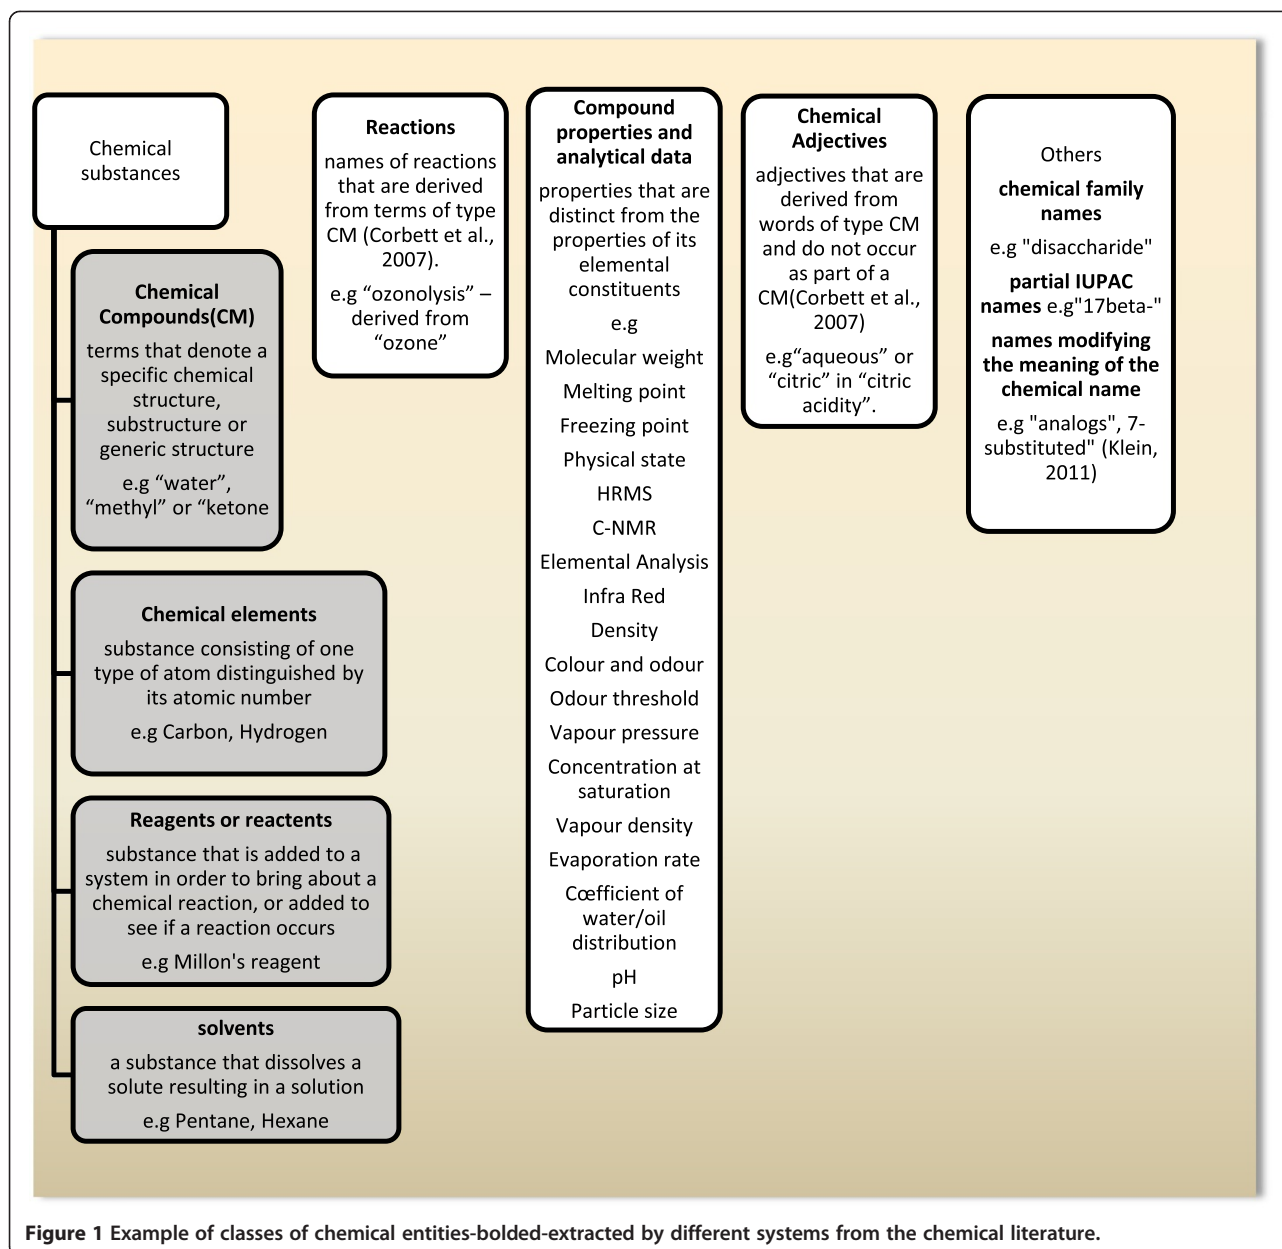 Chemical
substances
Chemical
Compounds(CM)
terms that denote a
specific chemical
structure,
substructure or
generic structure
e.g “water”,
“methyl” or “ketone
Chemical elements
substance consisting of one
type of atom distinguished by
its atomic number
e.g Carbon, Hydrogen
Reagents or reactents
substance that is added to a
system in order to bring about a
chemical reaction, or added to
see if a reaction occurs
e.g Millon's reagent
solvents
a substance that dissolves a
solute resulting in a solution
e.g Pentane, Hexane
Reactions
names of reactions
that are derived
from terms of type
CM (Corbett et al.,
2007).
e.g “ozonolysis” –
derived from
“ozone”
Compound
properties and
analytical data
properties that are
distinct from the
properties of its
elemental
constituents
e.g
Molecular weight
Melting point
Freezing point
Physical state
HRMS
C-NMR
Elemental Analysis
Infra Red
Density
Colour and odour
Odour threshold
Vapour pressure
Concentration at
saturation
Vapour density
Evaporation rate
Cœfficient of
water/oil
distribution
pH
Particle size
Chemical
Adjectives
adjectives that are
derived from
words of type CM
and do not occur
as part of a
CM(Corbett et al.,
2007)
e.g“aqueous” or
“citric” in “citric
acidity”.
Others
chemical family
names
e.g "disaccharide"
partial IUPAC
names e.g"17beta-"
names modifying
the meaning of the
chemical name
e.g "analogs", 7-
substituted" (Klein,
2011)
Figure 1 Example of classes of chemical entities-bolded-extracted by different systems from the chemical literature.